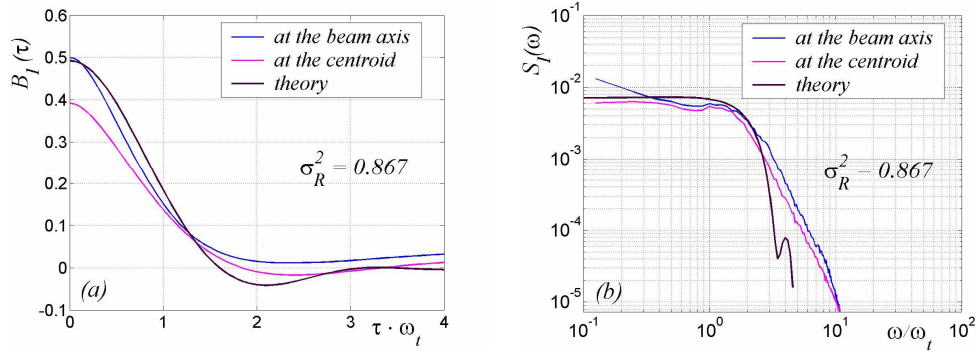 B_I(τ)
0.6
0.5
0.4
0.3
0.2
0.1
0
-0.1
0
1
2
3
4
τ · ω_t
at the beam axis
at the centroid
theory
σ_R^2 = 0.867
(a)
S_I(ω)
10^-1
10^-2
10^-3
10^-4
10^-5
10^-1
10^0
10^1
10^2
ω/ω_t
at the beam axis
at the centroid
theory
σ_R^2 – 0.867
(b)